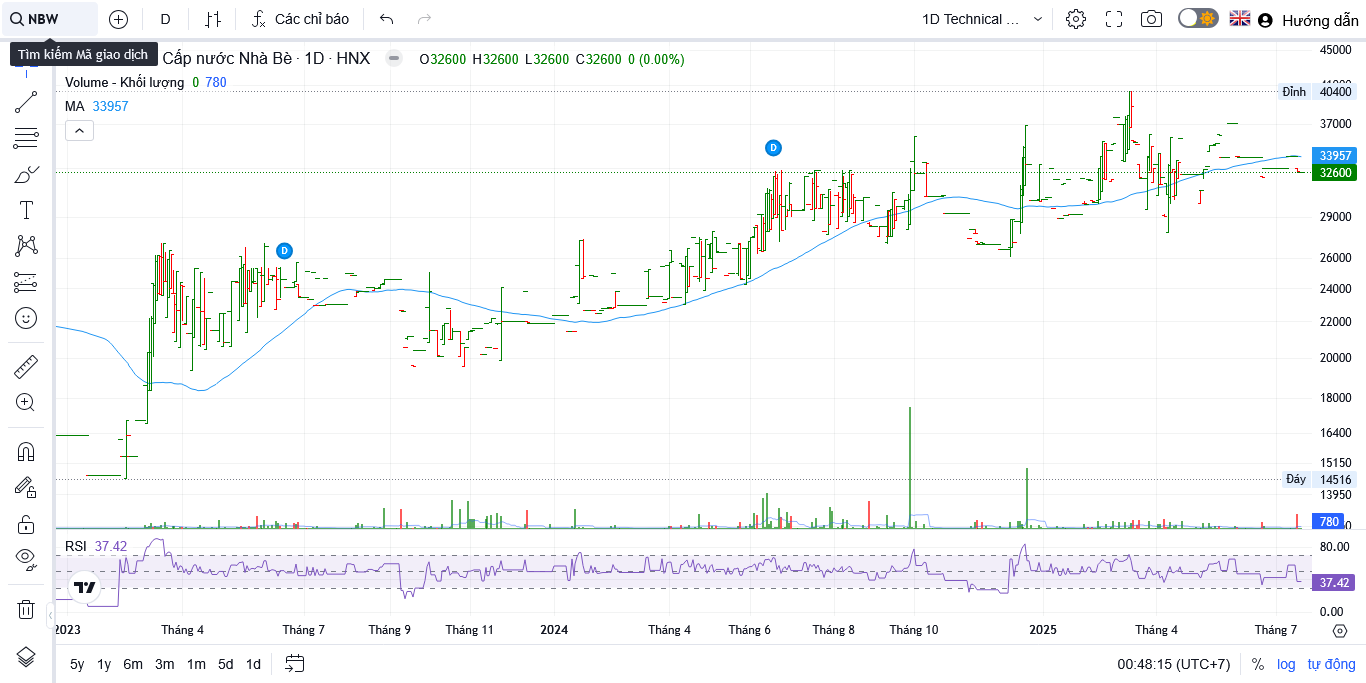 NBW D Các chỉ báo 1D Technical ... Hướng dẫn
Tìm kiếm Mã giao dịch
Cấp nước Nhà Bè · 1D · HNX O32600 H32600 L32600 C32600 0 (0.00%)
Volume - Khối lượng 0 780
MA 33957
45000
Đỉnh 40400
37000
33957
32600
29000
26000
24000
22000
20000
18000
16400
15150
Đáy 14516
13950
780
D
D
RSI 37.42
80.00
37.42
0.00
2023 Tháng 4 Tháng 7 Tháng 9 Tháng 11 2024 Tháng 4 Tháng 6 Tháng 8 Tháng 10 2025 Tháng 4 Tháng 7
5y 1y 6m 3m 1m 5d 1d 00:48:15 (UTC+7) % log tự động